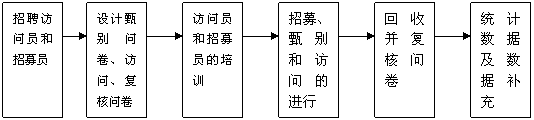 招聘访
问员和
招募员
设计甄
别问
卷、访
问、复
核问卷
访问员
和招募
员的培
训
招募、
甄别
和访
问的
进行
回收
并复
核问
卷
统计
数据
及数
据补
充